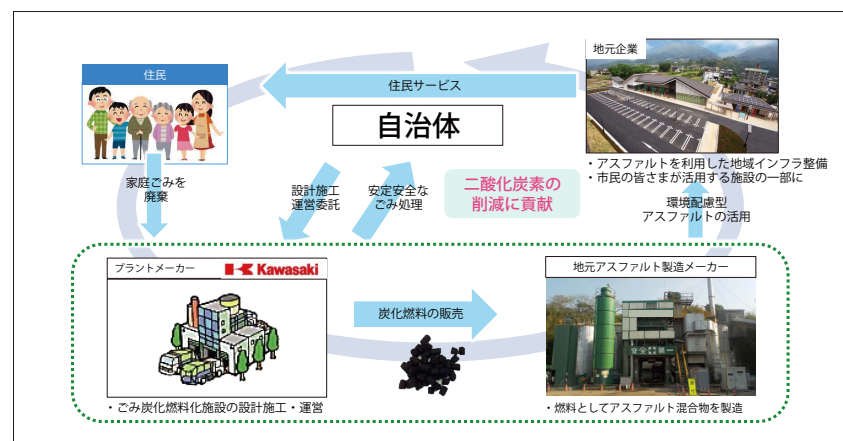 地元企業
住民
住民サービス
自治体
・アスファルトを利用した地域インフラ整備
・市民の皆さまが活用する施設の一部に
家庭ごみを
廃棄
設計施工
運営委託
安定安全な
ごみ処理
二酸化炭素の
削減に貢献
環境配慮型
アスファルトの活用
プラントメーカー
Kawasaki
地元アスファルト製造メーカー
炭化燃料の販売
安全第一
・ごみ炭化燃料化施設の設計施工・運営
・燃料としてアスファルト混合物を製造